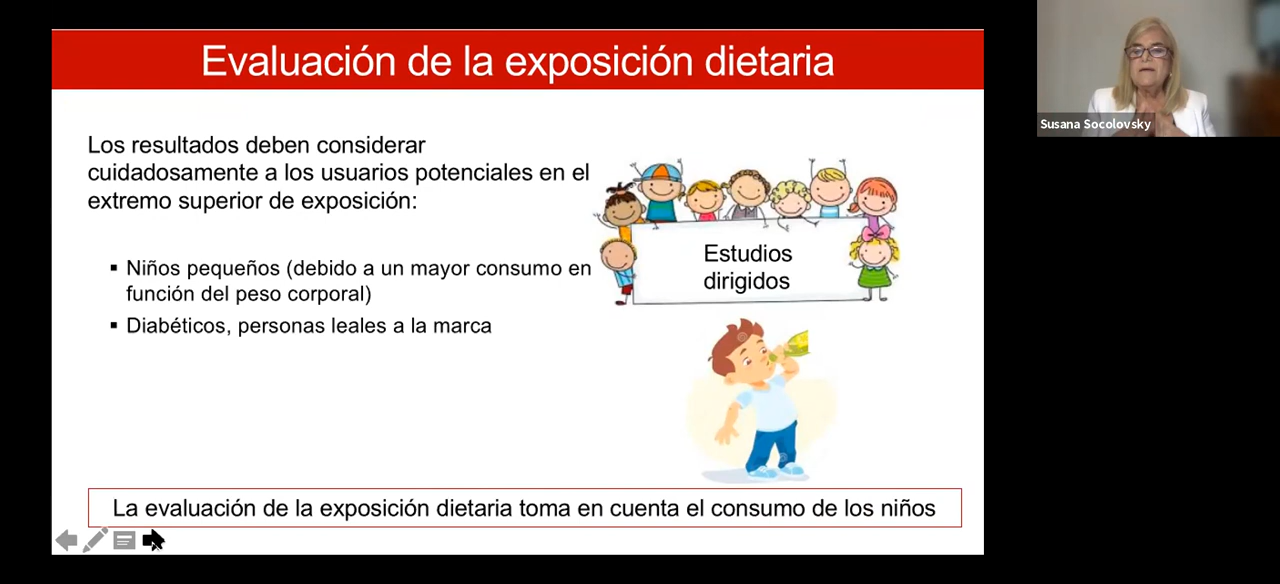 Evaluación de la exposición dietaria
Susana Socolovsky
Los resultados deben considerar
cuidadosamente a los usuarios potenciales en el
extremo superior de exposición:
▪ Niños pequeños (debido a un mayor consumo en
función del peso corporal)
▪ Diabéticos, personas leales a la marca
Estudios
dirigidos
La evaluación de la exposición dietaria toma en cuenta el consumo de los niños